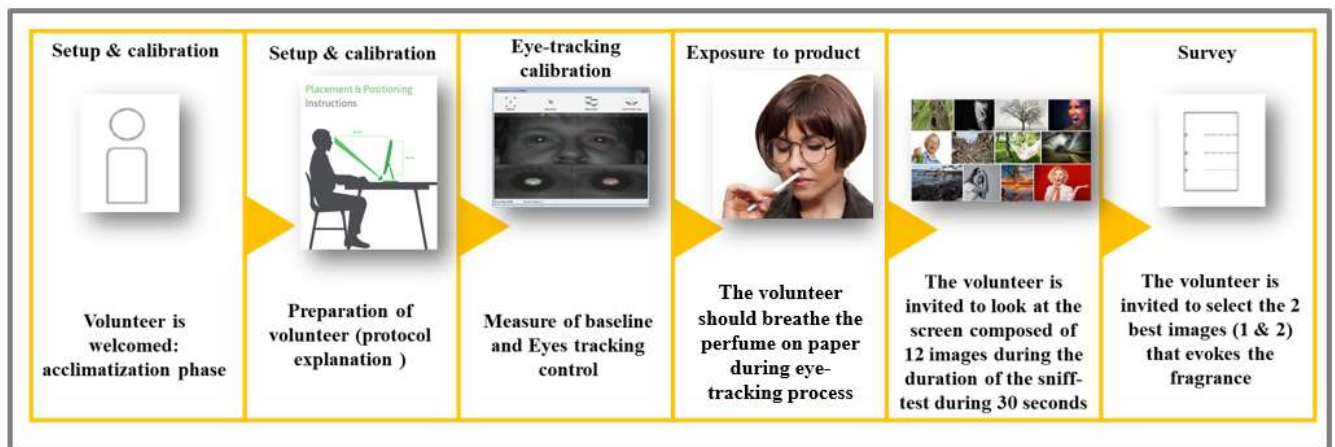 Setup & calibration
Volunteer is
welcomed:
acclimatization phase
Setup & calibration
Placement & Positioning
Instructions
Preparation of
volunteer (protocol
explanation )
Eye-tracking
calibration
Measure of baseline
and Eyes tracking
control
Exposure to product
The volunteer
should breathe the
perfume on paper
during eye-
tracking process
The volunteer is
invited to look at the
screen composed of
12 images during the
duration of the sniff-
test during 30 seconds
Survey
The volunteer is
invited to select the 2
best images (1 & 2)
that evokes the
fragrance